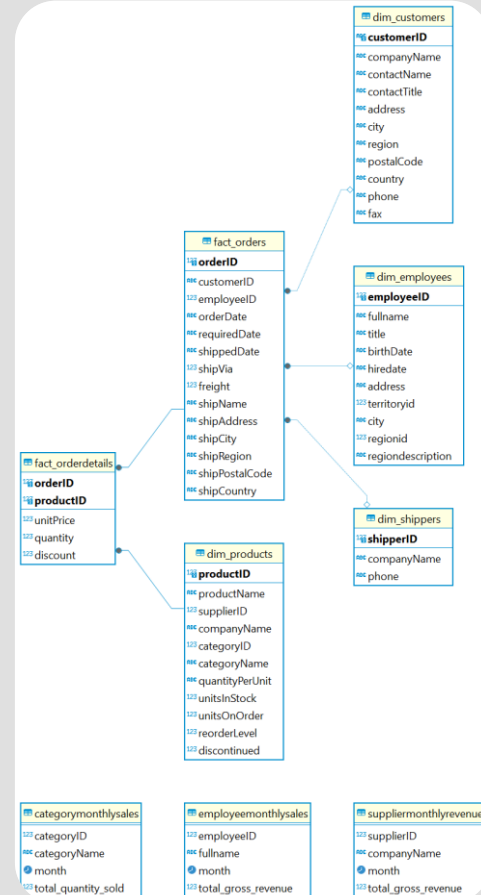 dim_customers
customerID
companyName
contactName
contactTitle
address
city
region
postalCode
country
phone
fax
fact_orders
orderID
customerID
employeeID
orderDate
requiredDate
shippedDate
shipVia
freight
shipName
shipAddress
shipCity
shipRegion
shipPostalCode
shipCountry
dim_employees
employeeID
fullname
title
birthDate
hiredate
address
territoryid
city
regionid
regiondescription
fact_orderdetails
orderID
productID
unitPrice
quantity
discount
dim_shippers
shipperID
companyName
phone
dim_products
productID
productName
supplierID
companyName
categoryID
categoryName
quantityPerUnit
unitsInStock
unitsOnOrder
reorderLevel
discontinued
categorymonthlysales
categoryID
categoryName
month
total_quantity_sold
employeemonthlysales
employeeID
fullname
month
total_gross_revenue
suppliermonthlyrevenue
supplierID
companyName
month
total_gross_revenue